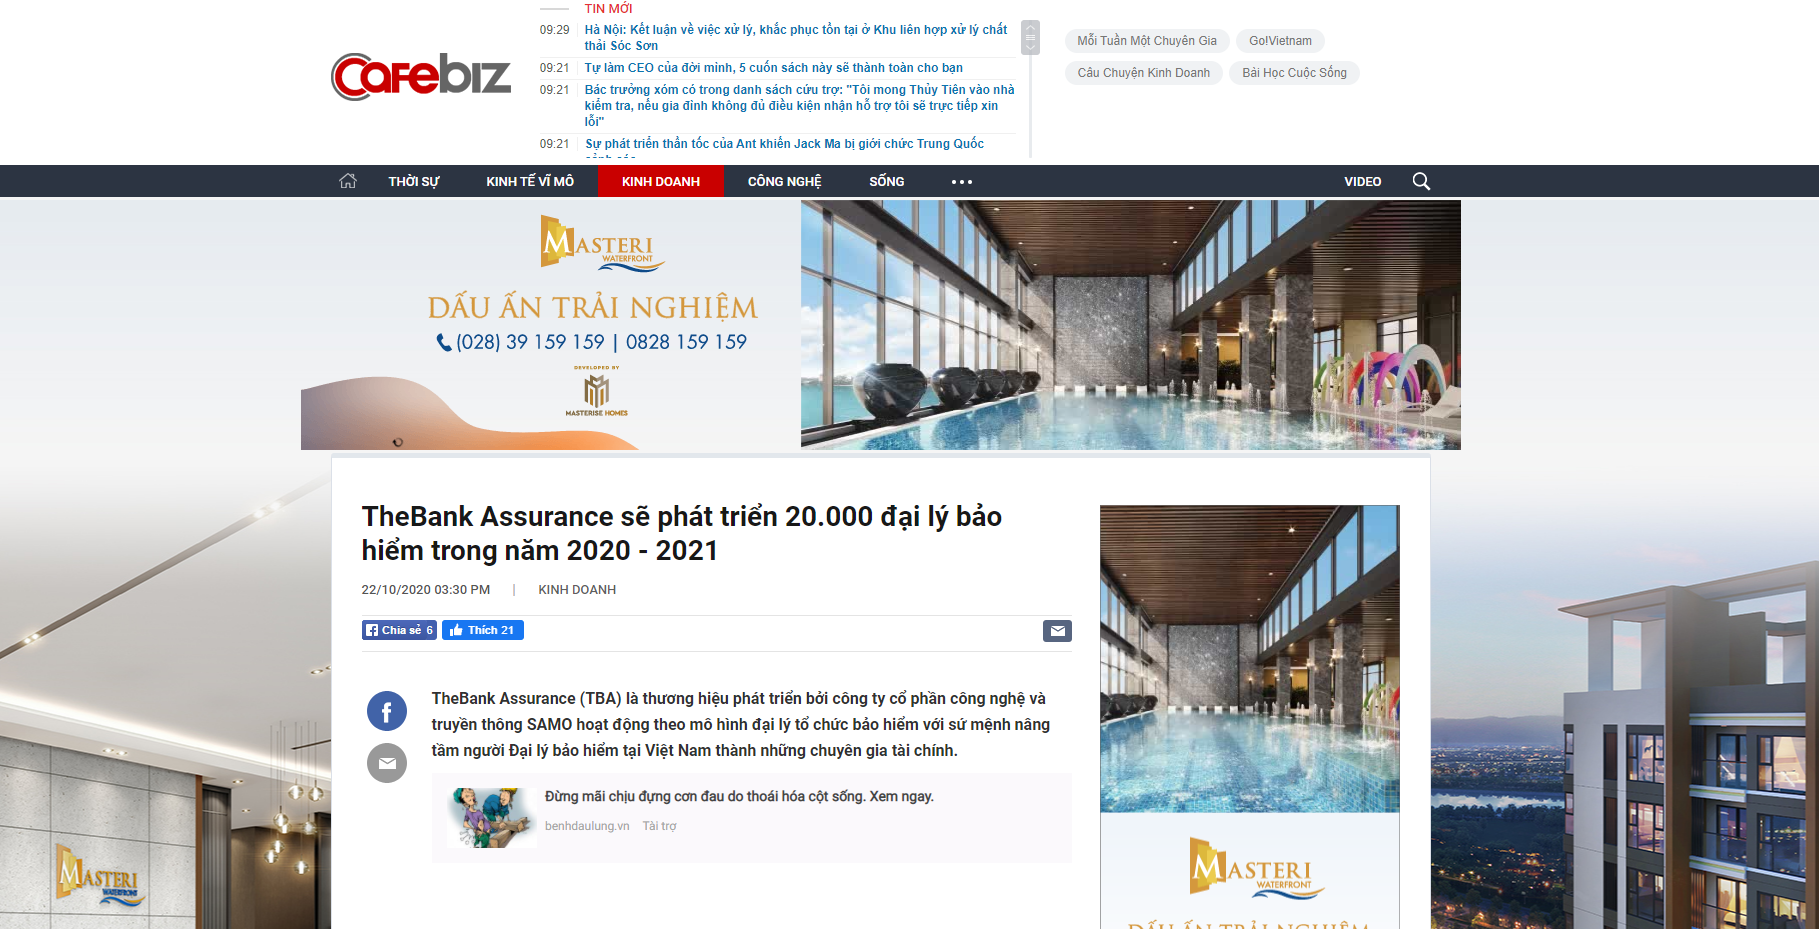 TIN MỚI
09:29 Hà Nội: Kết luận về việc xử lý, khắc phục tồn tại ở Khu liên hợp xử lý chất
thải Sóc Sơn
09:21 Tự làm CEO của đời mình, 5 cuốn sách này sẽ thành toàn cho bạn
09:21 Bác trưởng xóm có trong danh sách cứu trợ: "Tôi mong Thủy Tiên vào nhà
kiểm tra, nếu gia đình không đủ điều kiện nhận hỗ trợ tôi sẽ trực tiếp xin
lỗi"
09:21 Sự phát triển thần tốc của Ant khiến Jack Ma bị giới chức Trung Quốc
Cafebiz
Mỗi Tuần Một Chuyên Gia Go!Vietnam
Câu Chuyện Kinh Doanh Bài Học Cuộc Sống
THỜI SỰ KINH TẾ VĨ MÔ KINH DOANH CÔNG NGHỆ SỐNG VIDEO
MASTERI
WATERFRONT
DẤU ẤN TRẢI NGHIỆM
(028) 39 159 159 | 0828 159 159
DEVELOPED BY
MASTERISE HOMES
TheBank Assurance sẽ phát triển 20.000 đại lý bảo
hiểm trong năm 2020 - 2021
22/10/2020 03:30 PM | KINH DOANH
Chia sẻ 6 Thích 21
TheBank Assurance (TBA) là thương hiệu phát triển bởi công ty cổ phần công nghệ và
truyền thông SAMO hoạt động theo mô hình đại lý tổ chức bảo hiểm với sứ mệnh nâng
tầm người Đại lý bảo hiểm tại Việt Nam thành những chuyên gia tài chính.
Đừng mãi chịu đựng cơn đau do thoái hóa cột sống. Xem ngay.
benhdaulung.vn Tài trợ
MASTERI
WATERFRONT
DẤU ẤN TRẢI NGHIỆM
MASTERI
WATERFRONT